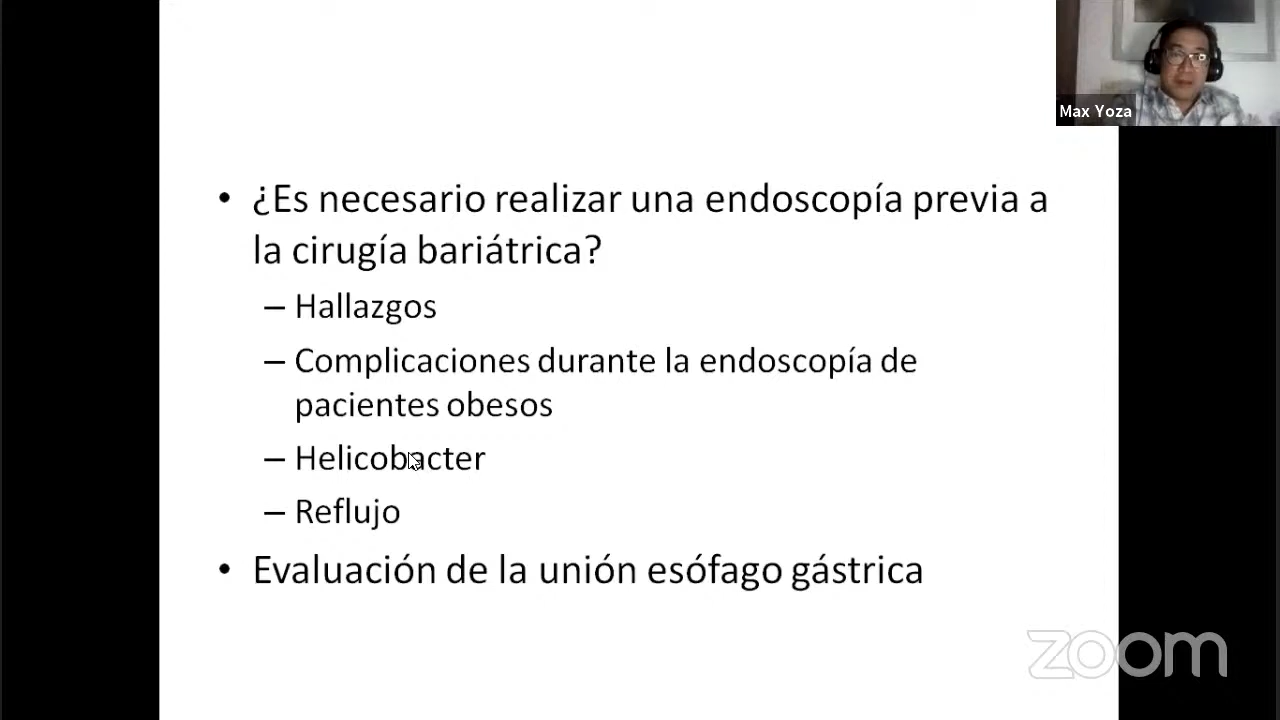 Max Yoza
• ¿Es necesario realizar una endoscopía previa a
la cirugía bariátrica?
– Hallazgos
– Complicaciones durante la endoscopía de
pacientes obesos
– Helicobacter
– Reflujo
• Evaluación de la unión esófago gástrica
zoom